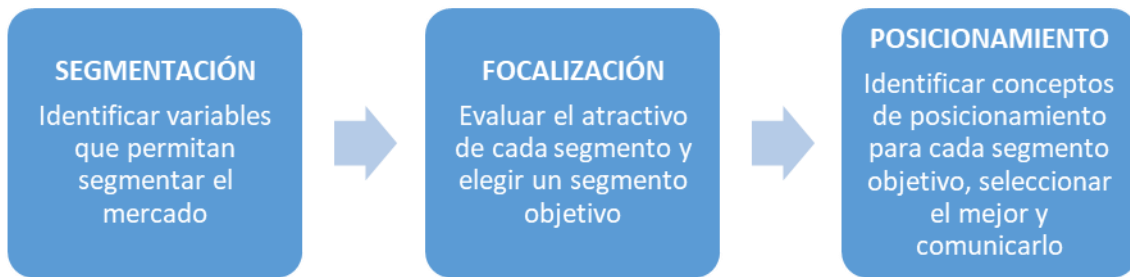 SEGMENTACIÓN
Identificar variables
que permitan
segmentar el
mercado
FOCALIZACIÓN
Evaluar el atractivo
de cada segmento y
elegir un segmento
objetivo
POSICIONAMIENTO
Identificar conceptos
de posicionamiento
para cada segmento
objetivo, seleccionar
el mejor y
comunicarlo